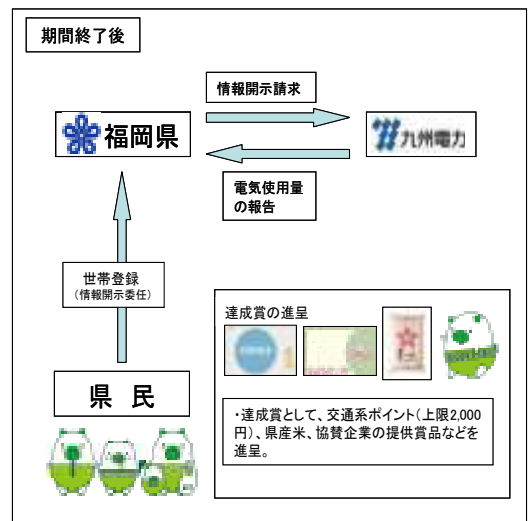 期間終了後
情報開示請求
福岡県
九州電力
電気使用量
の報告
世帯登録
(情報開示委任)
達成賞の進呈
県 民
・達成賞として、交通系ポイント(上限2,000
円)、県産米、協賛企業の提供賞品などを
進呈。